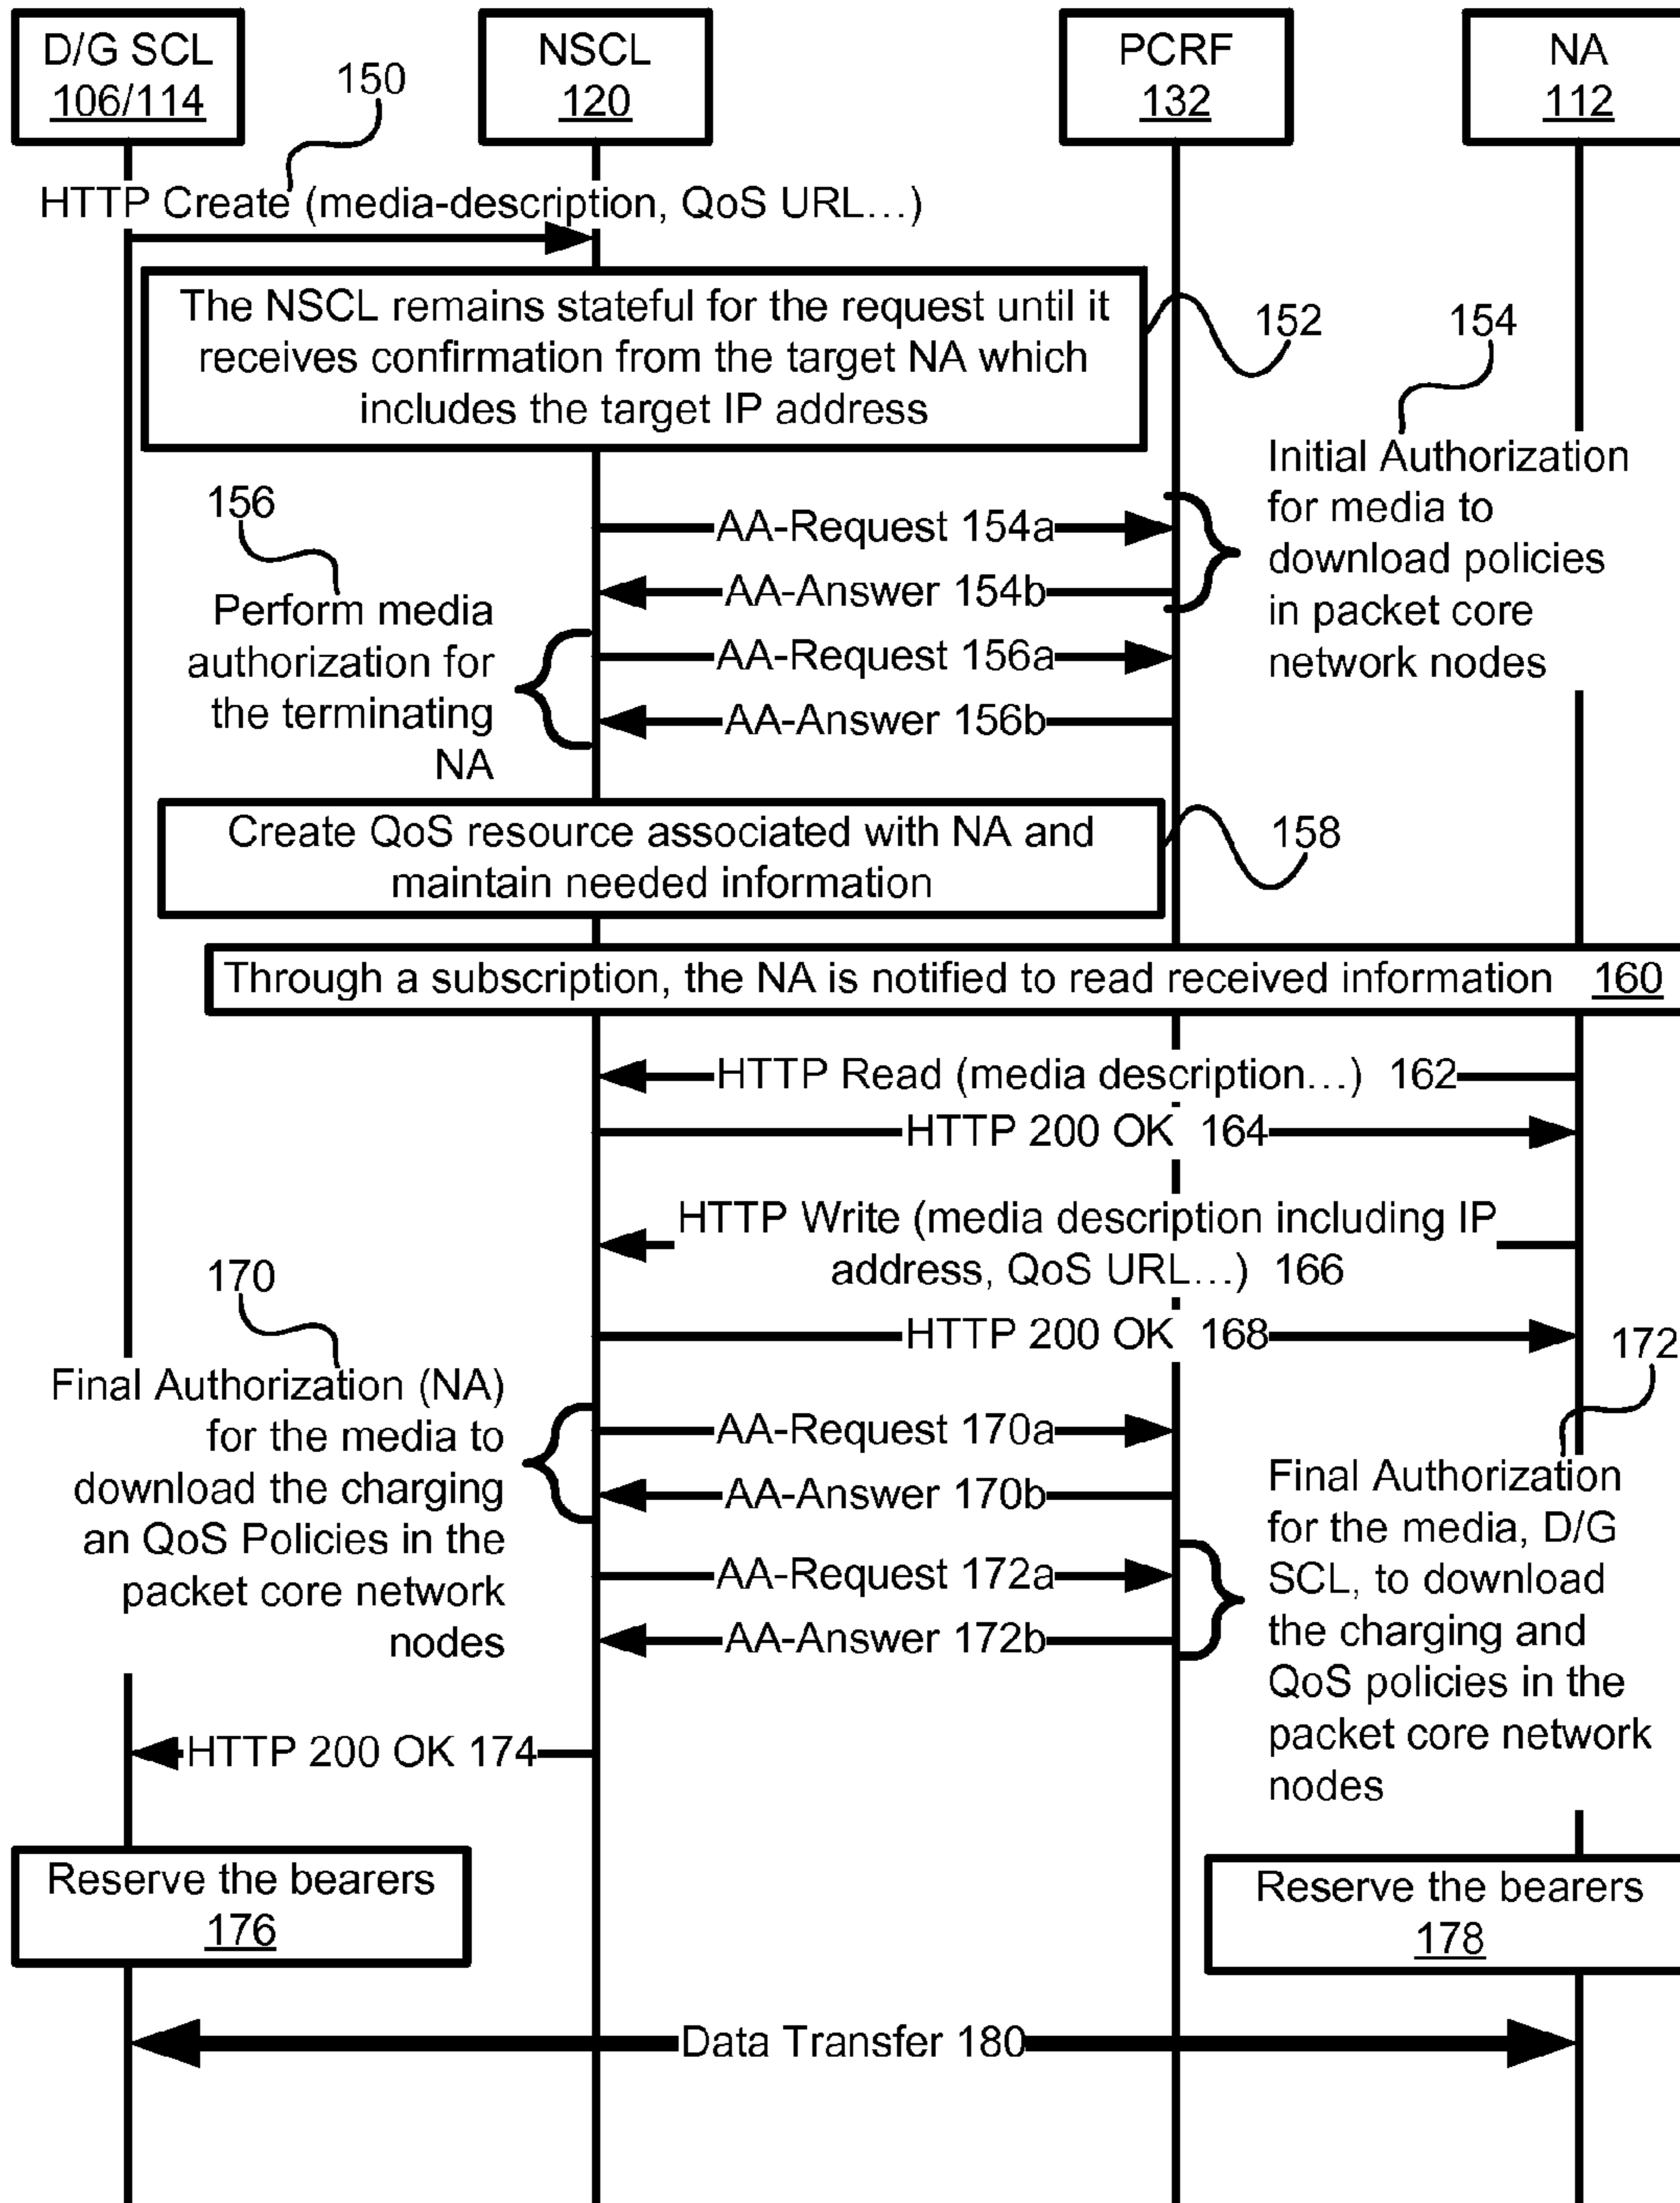 D/G SCL
106/114
NSCL
120
PCRF
132
NA
112
150
HTTP Create (media-description, QoS URL...)
The NSCL remains stateful for the request until it
receives confirmation from the target NA which
includes the target IP address
152
154
Initial Authorization
for media to
download policies
in packet core
network nodes
156
Perform media
authorization for
the terminating
NA
AA-Request 154a
AA-Answer 154b
AA-Request 156a
AA-Answer 156b
Create QoS resource associated with NA and
maintain needed information
158
Through a subscription, the NA is notified to read received information 160
HTTP Read (media description...) 162
HTTP 200 OK 164
HTTP Write (media description including IP
address, QoS URL...) 166
HTTP 200 OK 168
170
Final Authorization (NA)
for the media to
download the charging
an QoS Policies in the
packet core network
nodes
AA-Request 170a
AA-Answer 170b
AA-Request 172a
AA-Answer 172b
172
Final Authorization
for the media, D/G
SCL, to download
the charging and
QoS policies in the
packet core network
nodes
HTTP 200 OK 174
Reserve the bearers
176
Reserve the bearers
178
Data Transfer 180